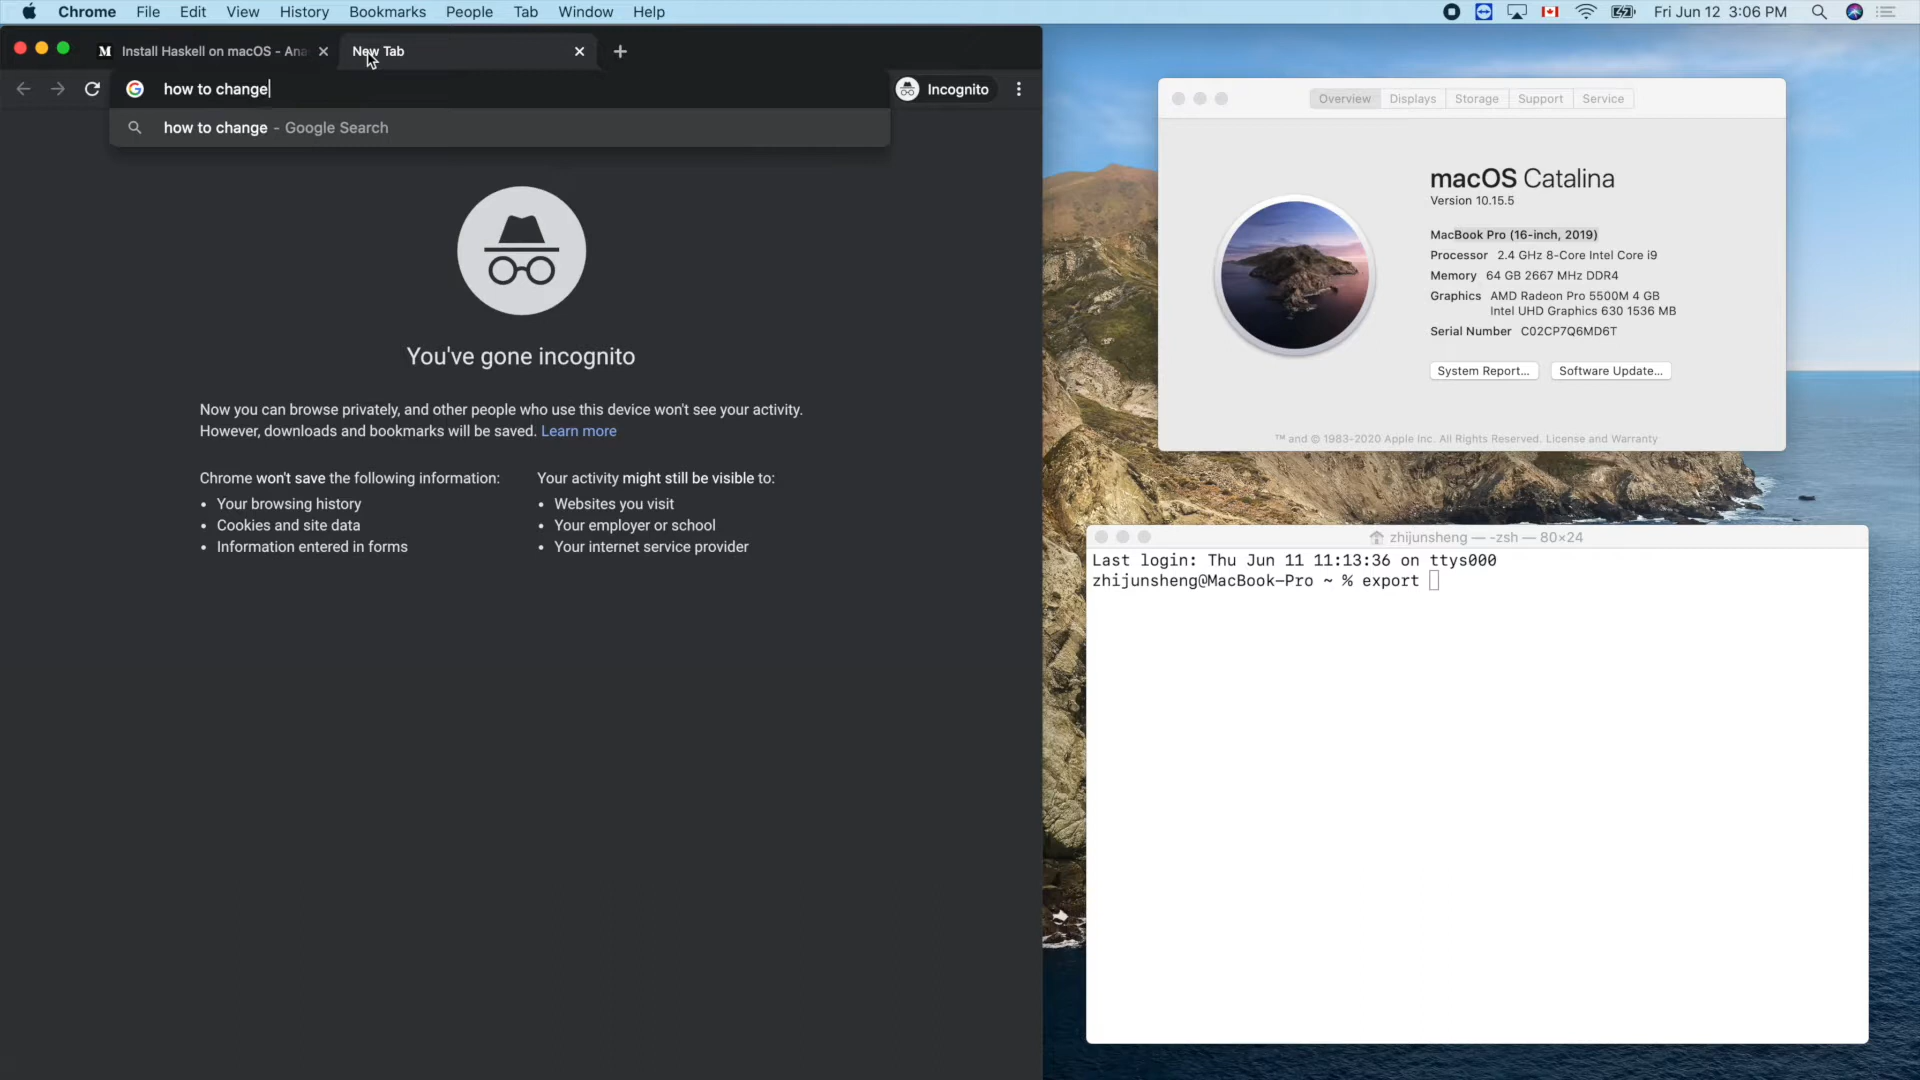 Chrome File Edit View History Bookmarks People Tab Window Help
Fri Jun 12 3:06 PM
M Install Haskell on macOS - Ana
New Tab
how to change
Incognito
how to change - Google Search
You've gone incognito
Now you can browse privately, and other people who use this device won't see your activity.
However, downloads and bookmarks will be saved. Learn more
Chrome won't save the following information:
• Your browsing history
• Cookies and site data
• Information entered in forms
Your activity might still be visible to:
• Websites you visit
• Your employer or school
• Your internet service provider
Overview Displays Storage Support Service
macOS Catalina
Version 10.15.5
MacBook Pro (16-inch, 2019)
Processor 2.4 GHz 8-Core Intel Core i9
Memory 64 GB 2667 MHz DDR4
Graphics AMD Radeon Pro 5500M 4 GB
Intel UHD Graphics 630 1536 MB
Serial Number C02CP7Q6MD6T
System Report... Software Update...
™ and © 1983-2020 Apple Inc. All Rights Reserved. License and Warranty
zhijunsheng — -zsh — 80×24
Last login: Thu Jun 11 11:13:36 on ttys000
zhijunsheng@MacBook-Pro ~ % export